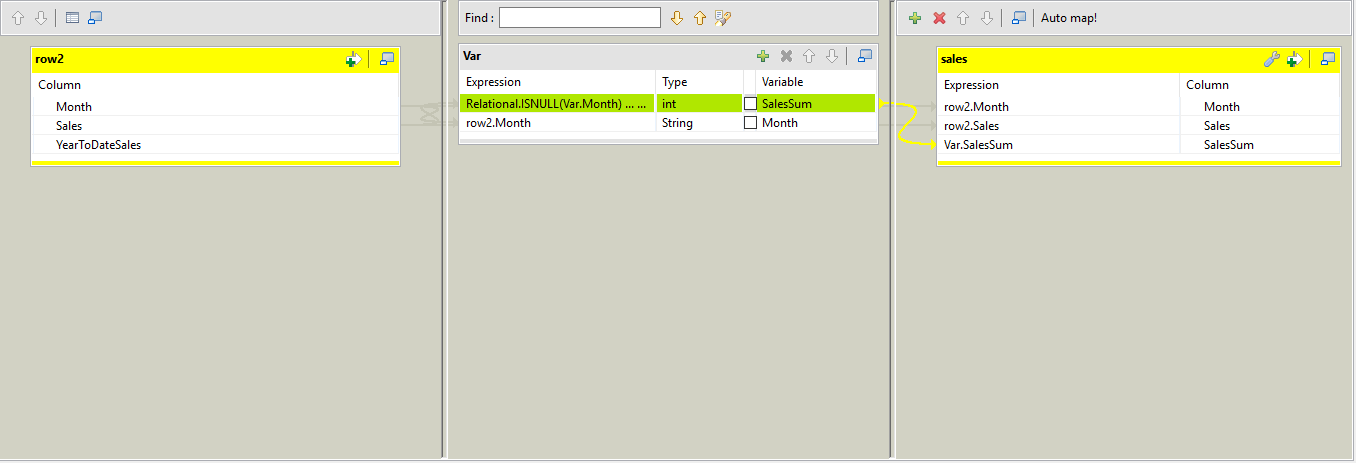 Find :
Auto map!
row2
Column
Month
Sales
YearToDateSales
Var
Expression Type Variable
Relational.ISNULL(Var.Month) ... ... int SalesSum
row2.Month String Month
sales
Expression Column
row2.Month Month
row2.Sales Sales
Var.SalesSum SalesSum